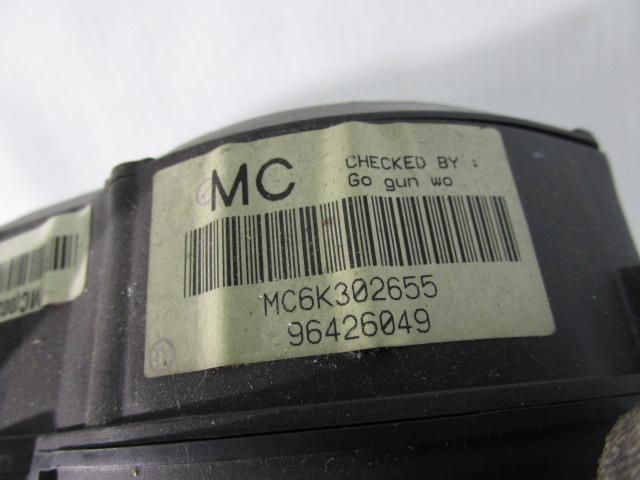 MC
CHECKED BY :
Go gun wo
MC6K302655
96426049